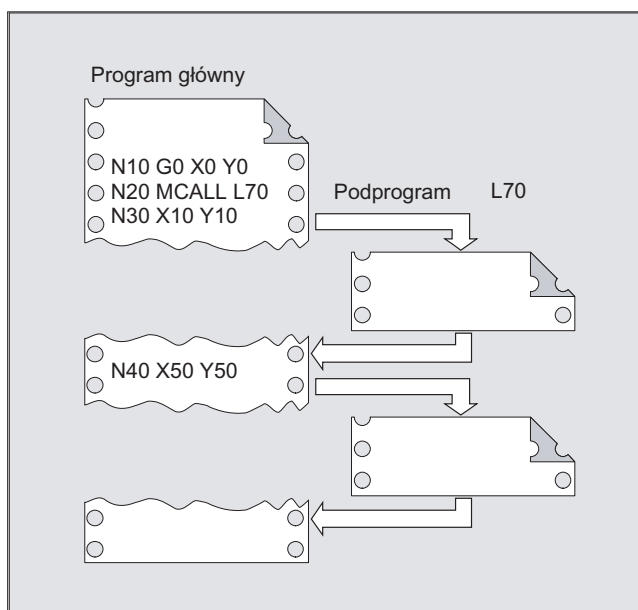 Program główny
N10 G0 X0 Y0
N20 MCALL L70
N30 X10 Y10
Podprogram L70
N40 X50 Y50